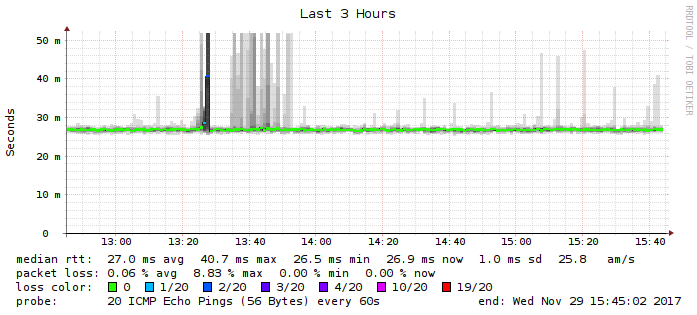 Last 3 Hours
RRDTOOL / TOBI OETIKER
Seconds
50 m
40 m
30 m
20 m
10 m
0
13:00 13:20 13:40 14:00 14:20 14:40 15:00 15:20 15:40
median rtt: 27.0 ms avg 40.7 ms max 26.5 ms min 26.9 ms now 1.0 ms sd 25.8 am/s
packet loss: 0.06 % avg 8.83 % max 0.00 % min 0.00 % now
loss color: 0 1/20 2/20 3/20 4/20 10/20 19/20
probe: 20 ICMP Echo Pings (56 Bytes) every 60s end: Wed Nov 29 15:45:02 2017